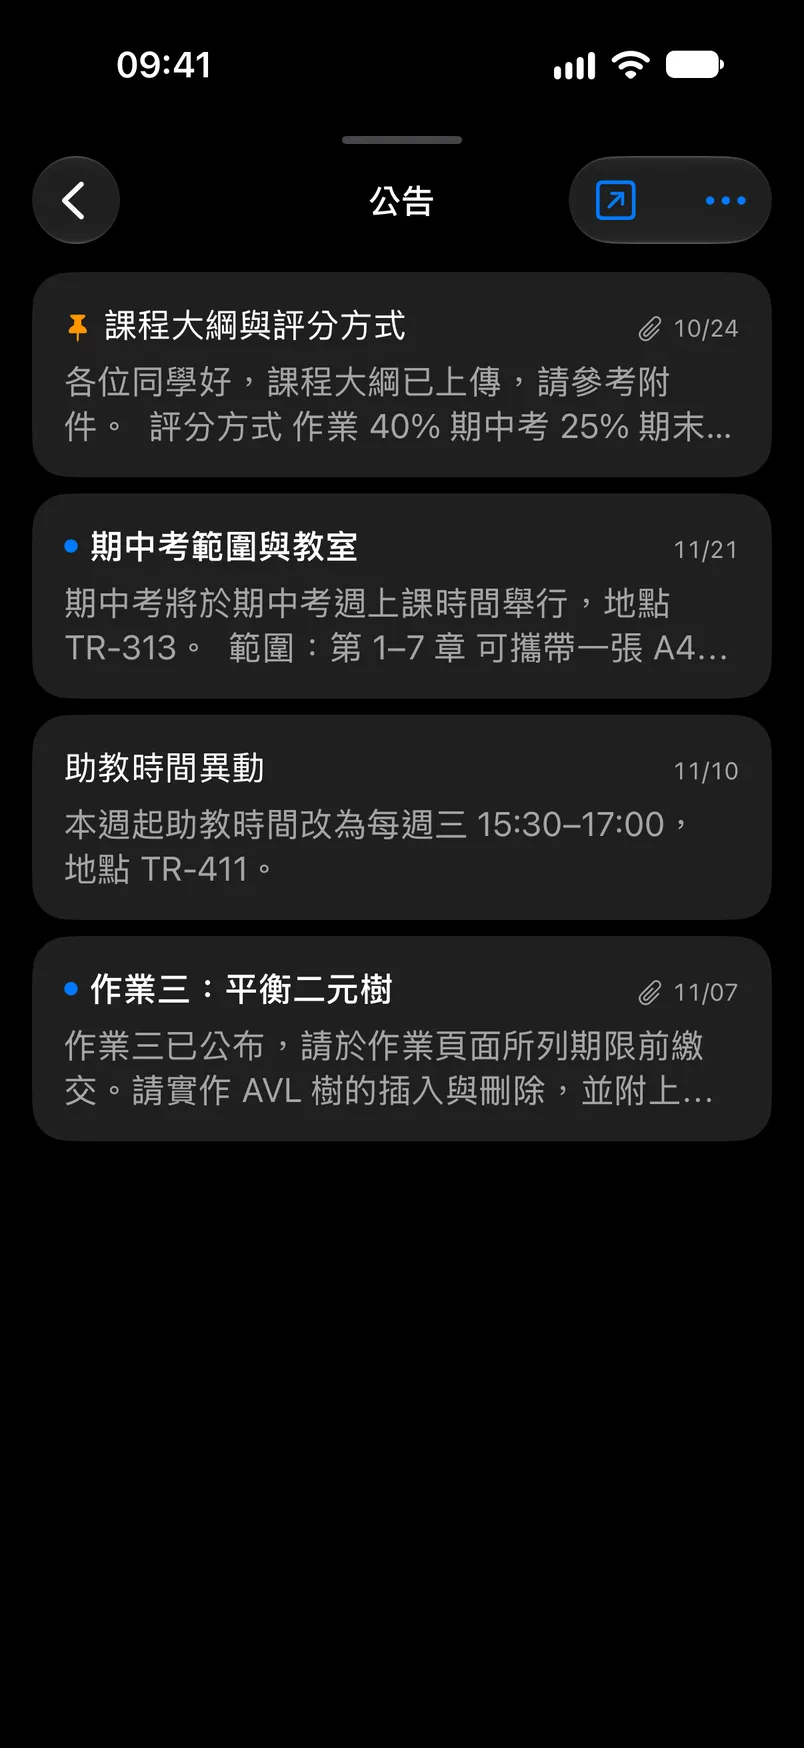 09:41
公告
課程大綱與評分方式 10/24
各位同學好，課程大綱已上傳，請參考附
件。 評分方式 作業 40% 期中考 25% 期末…
期中考範圍與教室 11/21
期中考將於期中考週上課時間舉行，地點
TR-313。 範圍：第 1–7 章 可攜帶一張 A4…
助教時間異動 11/10
本週起助教時間改為每週三 15:30–17:00，
地點 TR-411。
作業三：平衡二元樹 11/07
作業三已公布，請於作業頁面所列期限前繳
交。請實作 AVL 樹的插入與刪除，並附上…